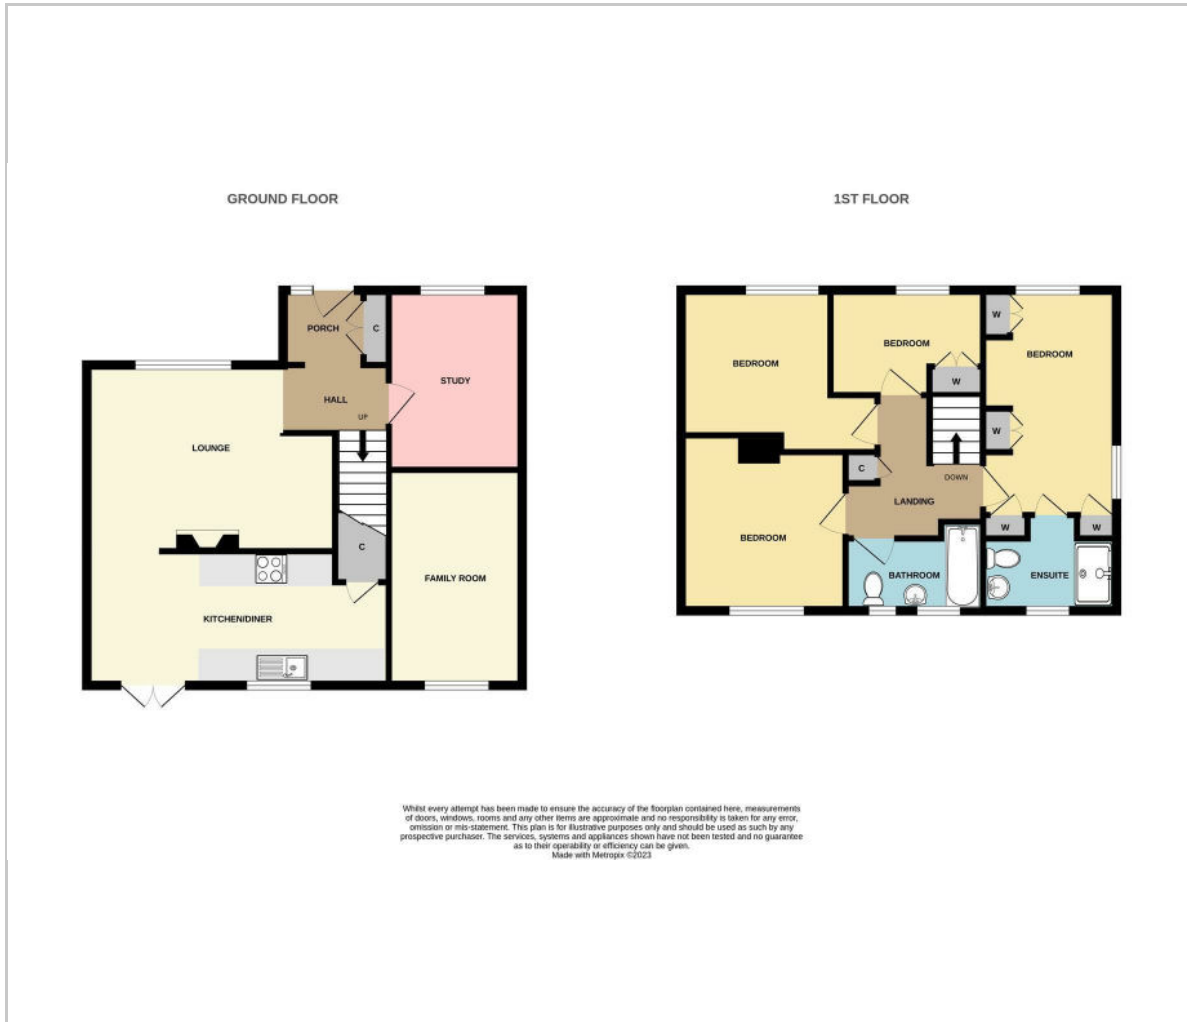 GROUND FLOOR
PORCH
C
STUDY
HALL
UP
LOUNGE
C
FAMILY ROOM
KITCHEN/DINER
1ST FLOOR
W
BEDROOM
BEDROOM
BEDROOM
W
W
C
DOWN
LANDING
W
W
BEDROOM
BATHROOM
ENSUITE
Whilst every attempt has been made to ensure the accuracy of the floorplan contained here, measurements
of doors, windows, rooms and any other items are approximate and no responsibility is taken for any error,
omission or mis-statement. This plan is for illustrative purposes only and should be used as such by any
prospective purchaser. The services, systems and appliances shown have not been tested and no guarantee
as to their operability or efficiency can be given.
Made with Metropix ©2023